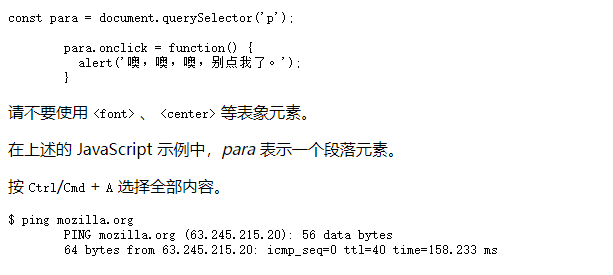 const para = document.querySelector('p');
para.onclick = function() {
alert('噢，噢，噢，别点我了。');
}
请不要使用 <font> 、 <center> 等表象元素。
在上述的 JavaScript 示例中，para 表示一个段落元素。
按 Ctrl/Cmd + A 选择全部内容。
$ ping mozilla.org
PING mozilla.org (63.245.215.20): 56 data bytes
64 bytes from 63.245.215.20: icmp_seq=0 ttl=40 time=158.233 ms